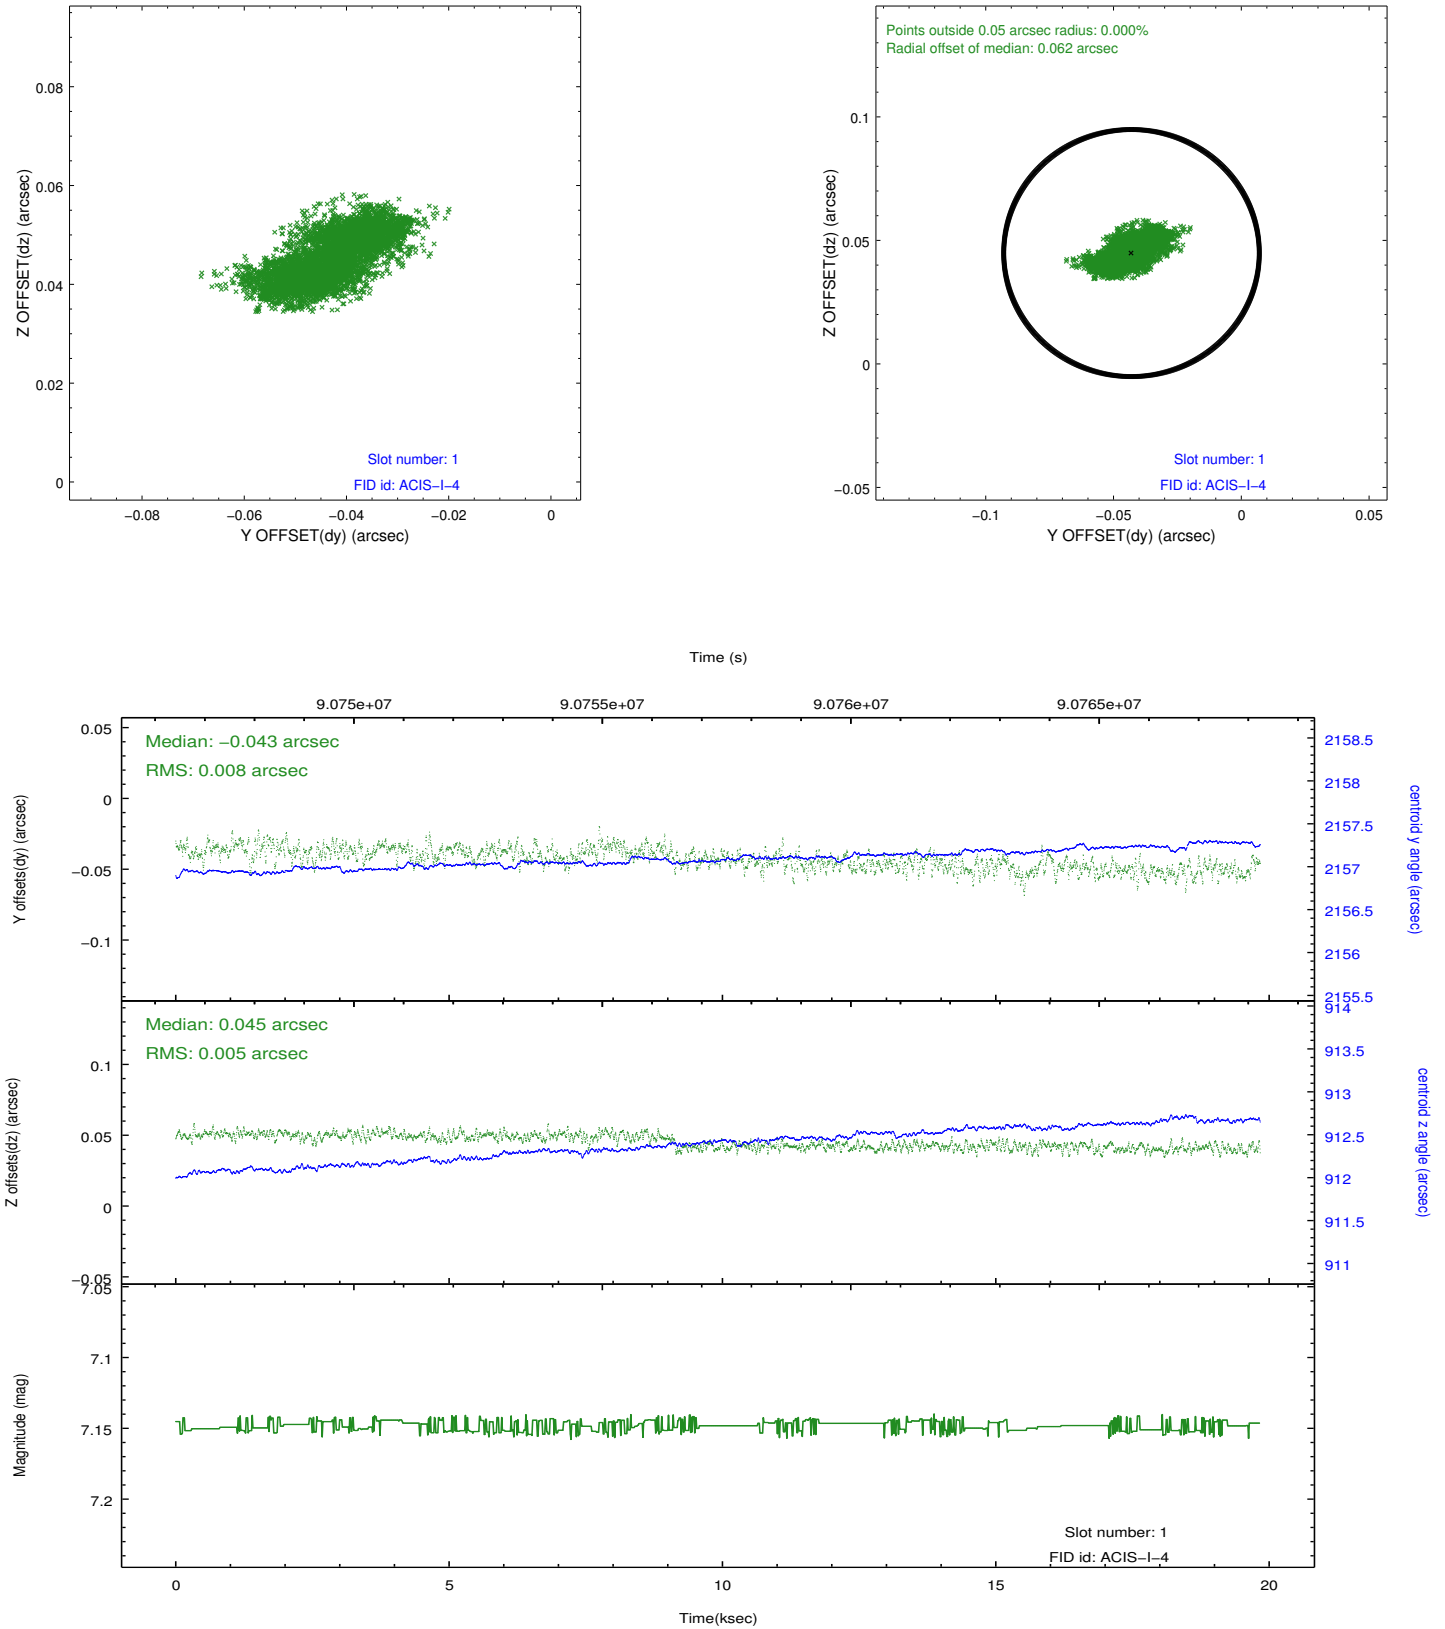 0.08
0.06
0.04
0.02
0
Z OFFSET(dz) (arcsec)
Slot number: 1
FID id: ACIS−I−4
−0.08
−0.06
−0.04
−0.02
0
Y OFFSET(dy) (arcsec)
Points outside 0.05 arcsec radius: 0.000%
Radial offset of median: 0.062 arcsec
0.1
0.05
0
−0.05
Z OFFSET(dz) (arcsec)
Slot number: 1
FID id: ACIS−I−4
−0.1
−0.05
0
0.05
Y OFFSET(dy) (arcsec)
Time (s)
9.075e+07
9.0755e+07
9.076e+07
9.0765e+07
Median: −0.043 arcsec
RMS: 0.008 arcsec
0.05
0
−0.05
−0.1
Y offsets(dy) (arcsec)
2158.5
2158
2157.5
2157
2156.5
2156
2155.5
centroid y angle (arcsec)
Median: 0.045 arcsec
RMS: 0.005 arcsec
0.1
0.05
0
−0.05
Z offsets(dz) (arcsec)
914
913.5
913
912.5
912
911.5
911
centroid z angle (arcsec)
7.05
7.1
7.15
7.2
Magnitude (mag)
Slot number: 1
FID id: ACIS−I−4
0
5
10
15
20
Time(ksec)